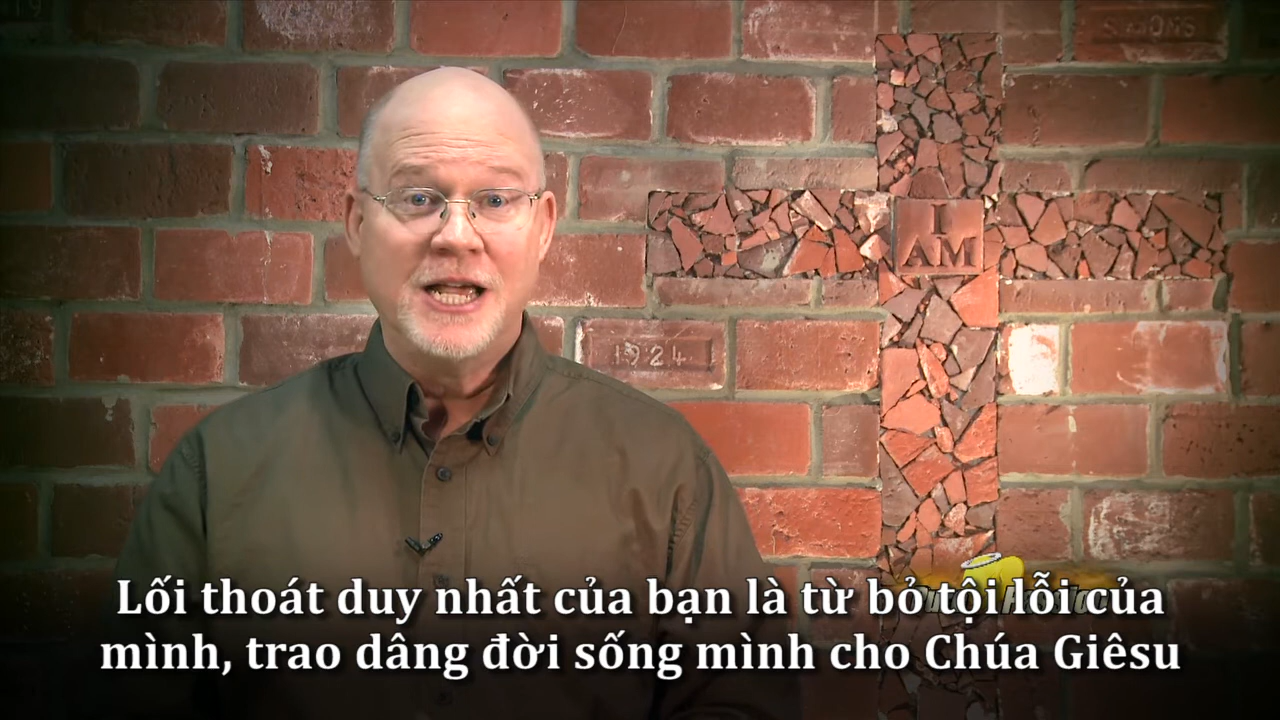 SIMONS
I
AM
1924
Lối thoát duy nhất của bạn là từ bỏ tội lỗi của
mình, trao dâng đời sống mình cho Chúa Giêsu